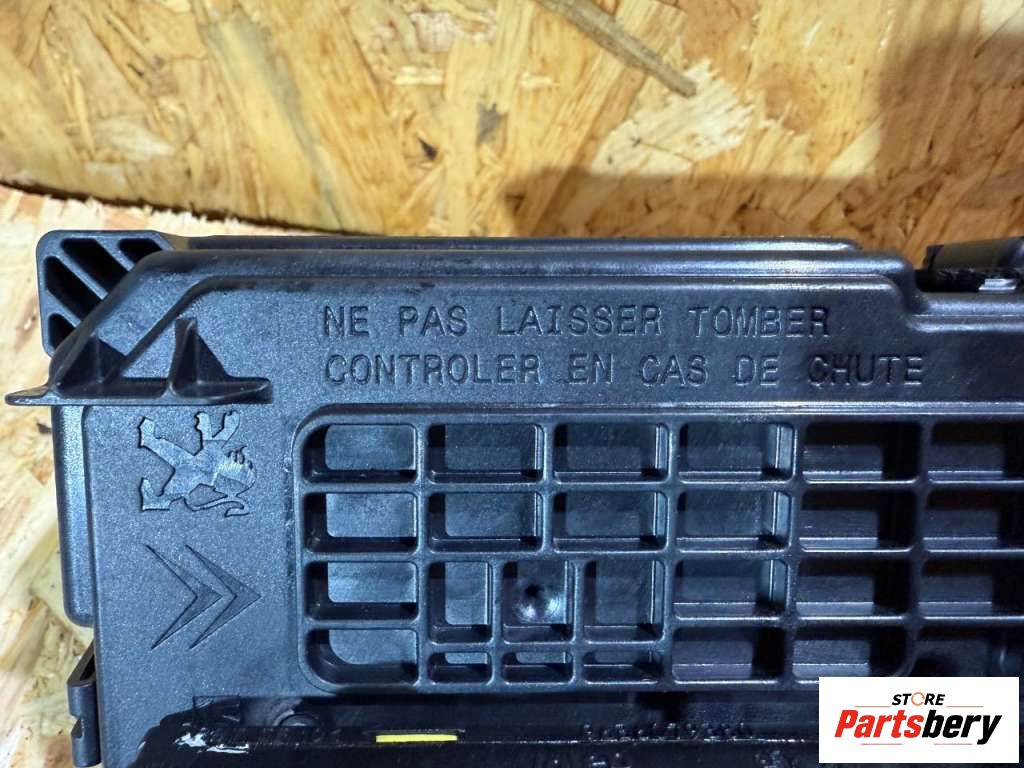 NE PAS LAISSER TOMBER
CONTROLER EN CAS DE CHUTE
STORE
Partsbery